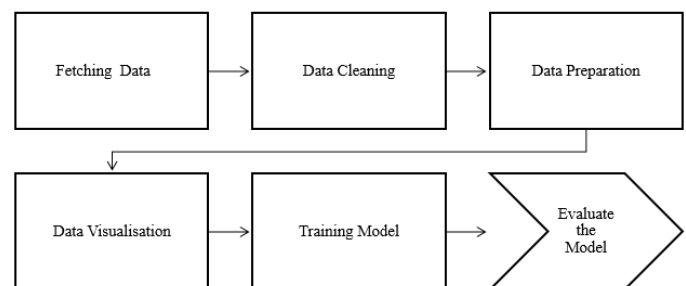 Fetching Data
Data Cleaning
Data Preparation
Data Visualisation
Training Model
Evaluate
the
Model